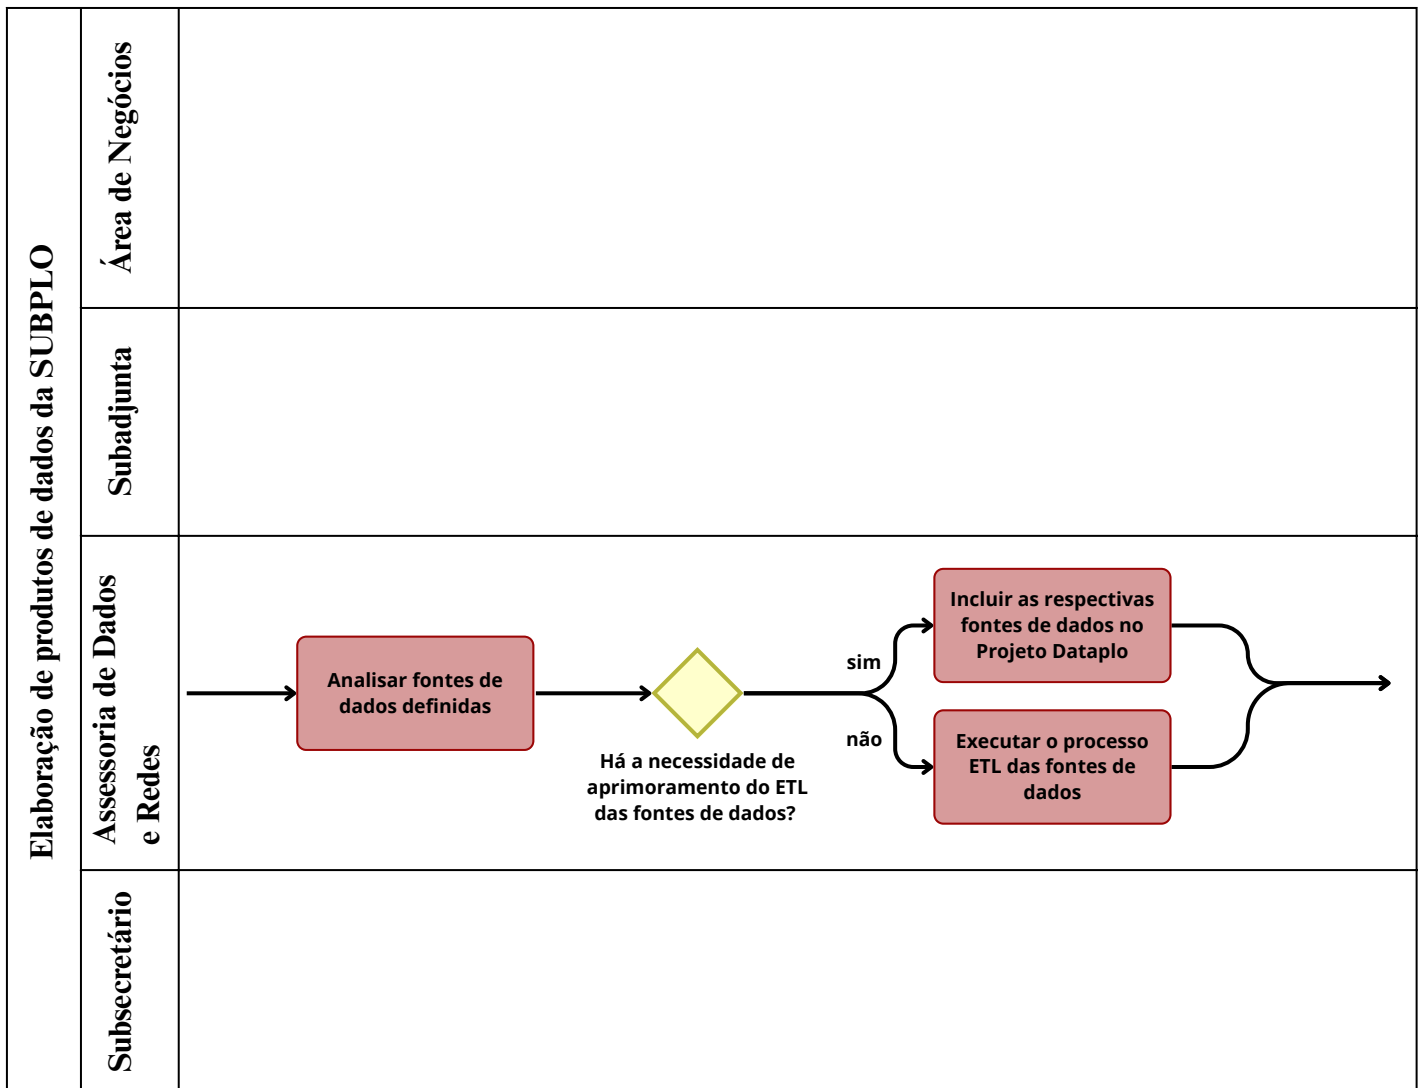 Elaboração de produtos de dados da SUBPLO
Área de Negócios
Subadjunta
Assessoria de Dados
e Redes
Analisar fontes de
dados definidas
Há a necessidade de
aprimoramento do ETL
das fontes de dados?
sim
não
Incluir as respectivas
fontes de dados no
Projeto Dataplo
Executar o processo
ETL das fontes de
dados
Subsecretário